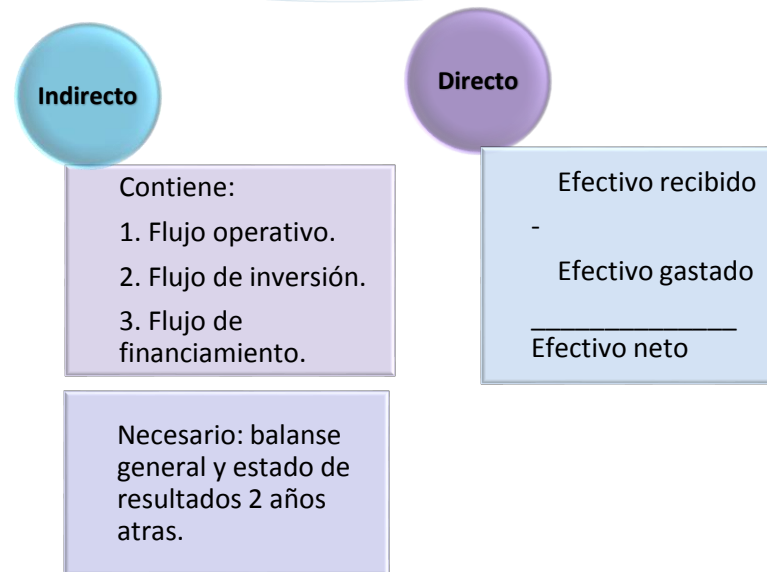 Indirecto
Contiene:
1. Flujo operativo.
2. Flujo de inversión.
3. Flujo de
financiamiento.
Necesario: balanse
general y estado de
resultados 2 años
atras.
Directo
Efectivo recibido
-
Efectivo gastado
______________
Efectivo neto